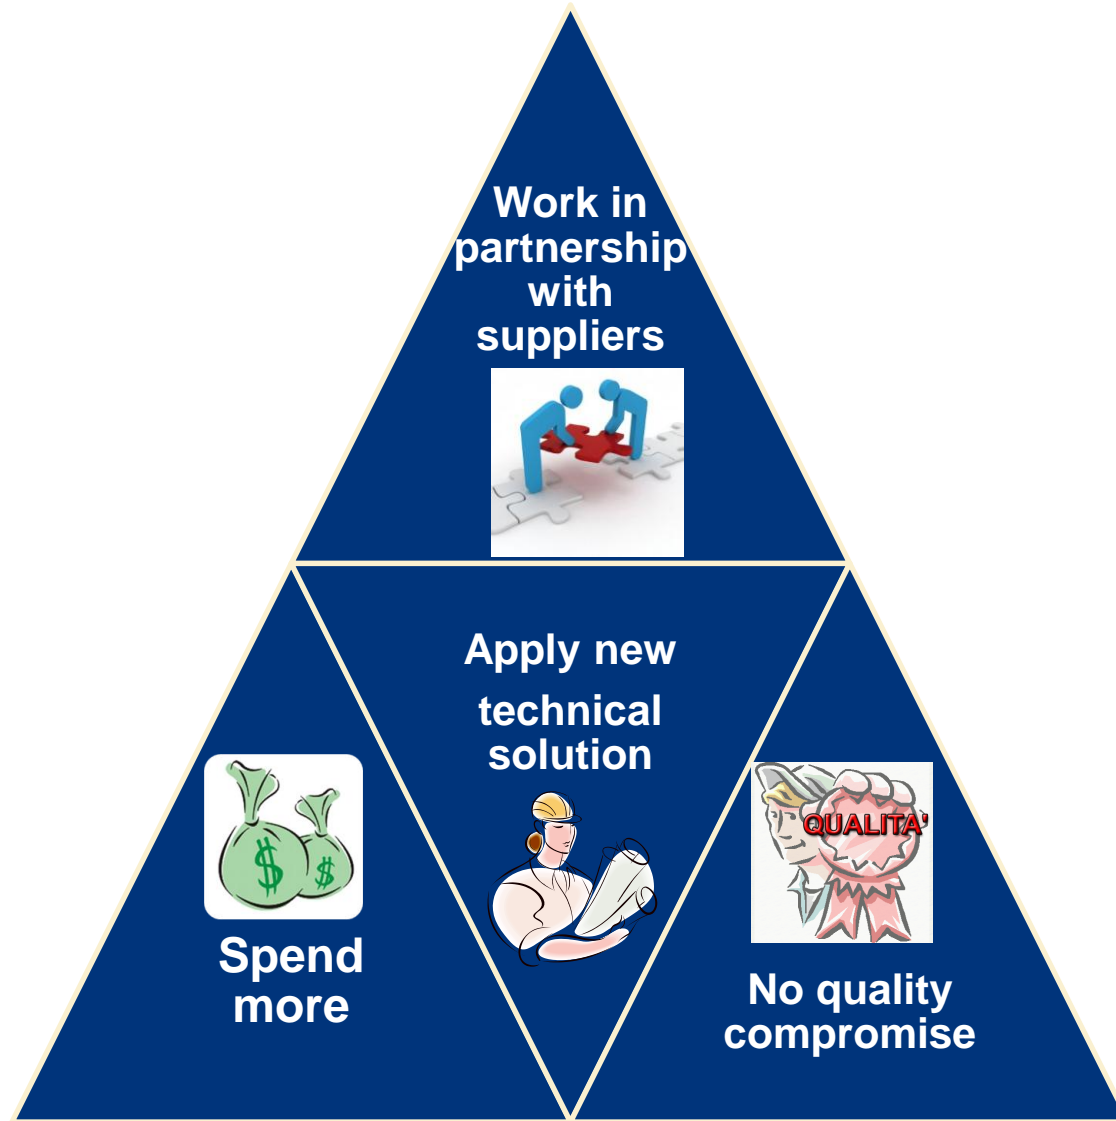 Work in
partnership
with
suppliers
Apply new
technical
solution
$
$
Spend
more
QUALITA'
No quality
compromise